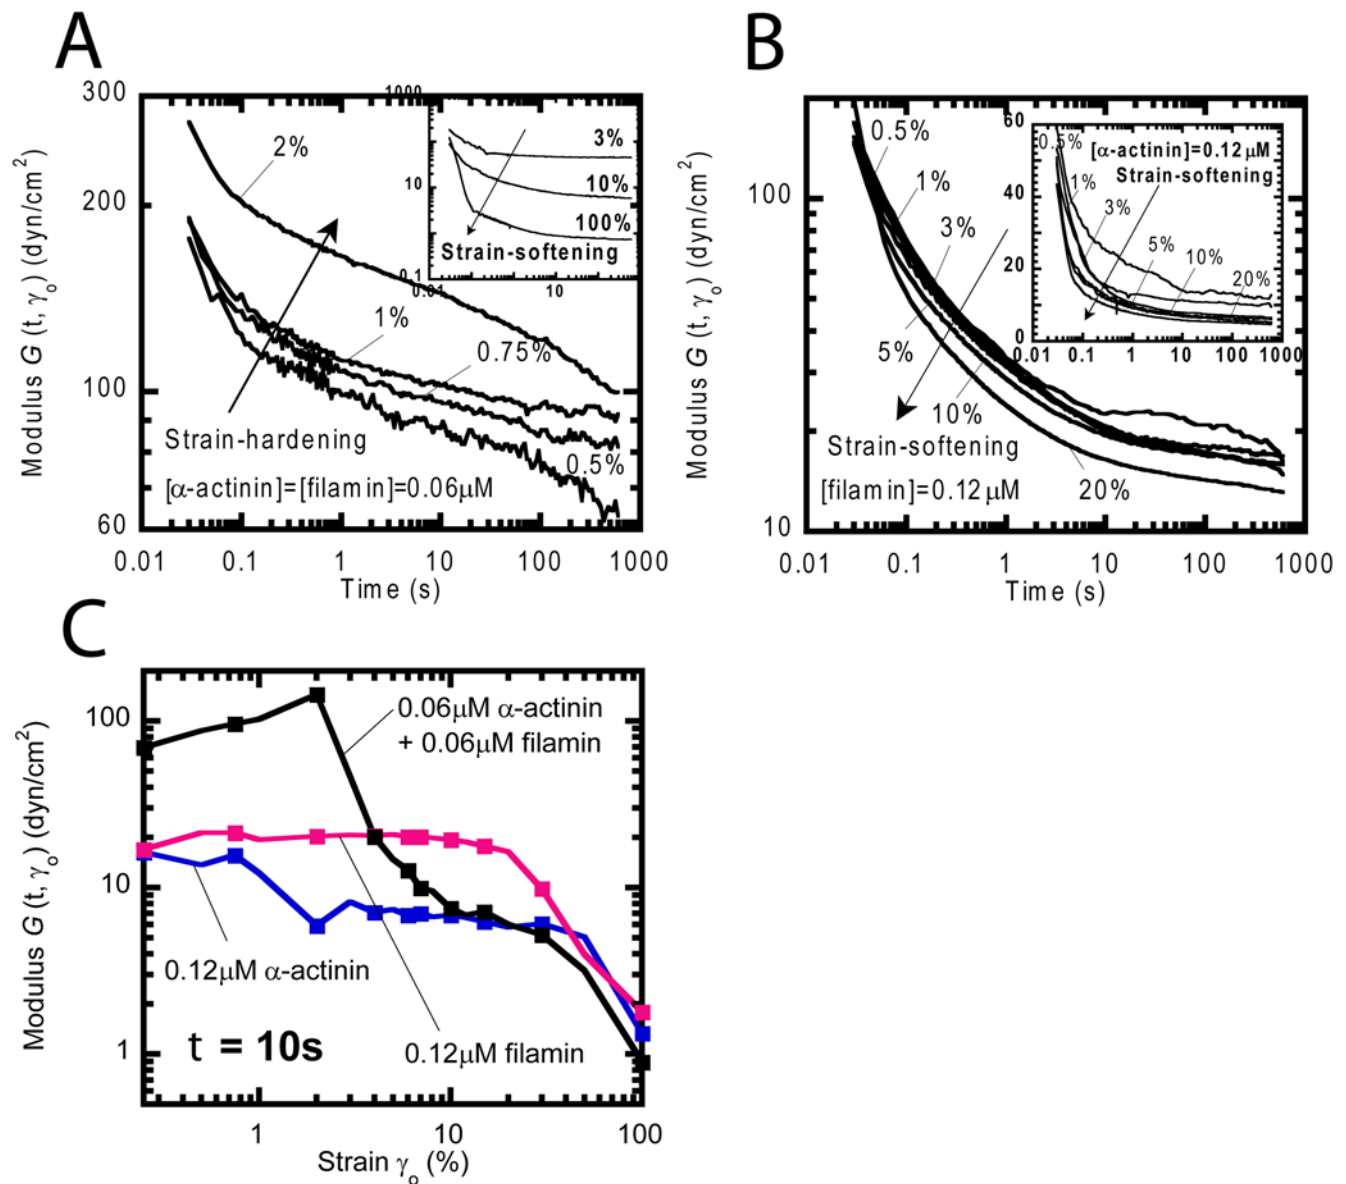 A
Modulus G (t, γo) (dyn/cm2)
300
200
100
60
2%
1%
0.75%
0.5%
Strain-hardening
[α-actinin]=[filamin]=0.06μM
1000
10
0.1
3%
10%
100%
Strain-softening
0.01
10
0.01
0.1
1
10
100
1000
Time (s)
B
Modulus G (t, γo) (dyn/cm2)
100
10
0.5%
1%
3%
5%
10%
20%
Strain-softening
[filamin]=0.12μM
60
40
20
0
0.5%
[α-actinin]=0.12μM
Strain-softening
1%
3%
5%
10%
20%
0.01
0.1
1
10
100
1000
0.01
0.1
1
10
100
1000
Time (s)
C
Modulus G (t, γo) (dyn/cm2)
100
10
1
0.06μM α-actinin
+ 0.06μM filamin
0.12μM α-actinin
0.12μM filamin
t = 10s
1
10
100
Strain γo (%)